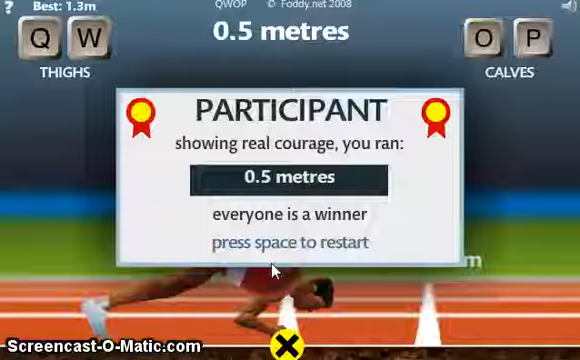 ?
Best: 1.3m
QWOP © Foddy.net 2008
0.5 metres
Q W
THIGHS
O P
CALVES
PARTICIPANT
showing real courage, you ran:
0.5 metres
everyone is a winner
press space to restart
m
Screencast-O-Matic.com